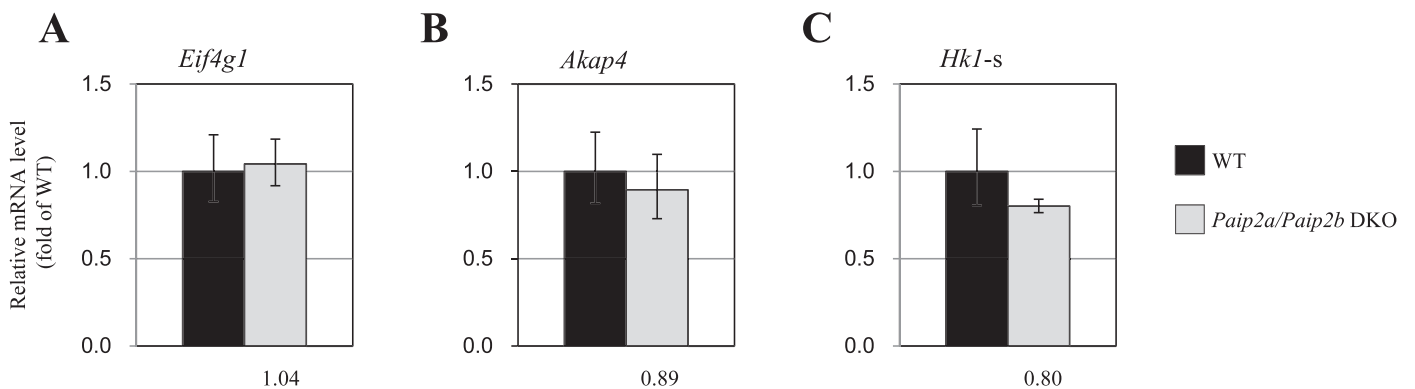 A
B
C
Eif4g1
Akap4
Hk1-s
Relative mRNA level
(fold of WT)
1.5
1.0
0.5
0.0
1.04
1.5
1.0
0.5
0.0
0.89
1.5
1.0
0.5
0.0
0.80
WT
Paip2a/Paip2b DKO